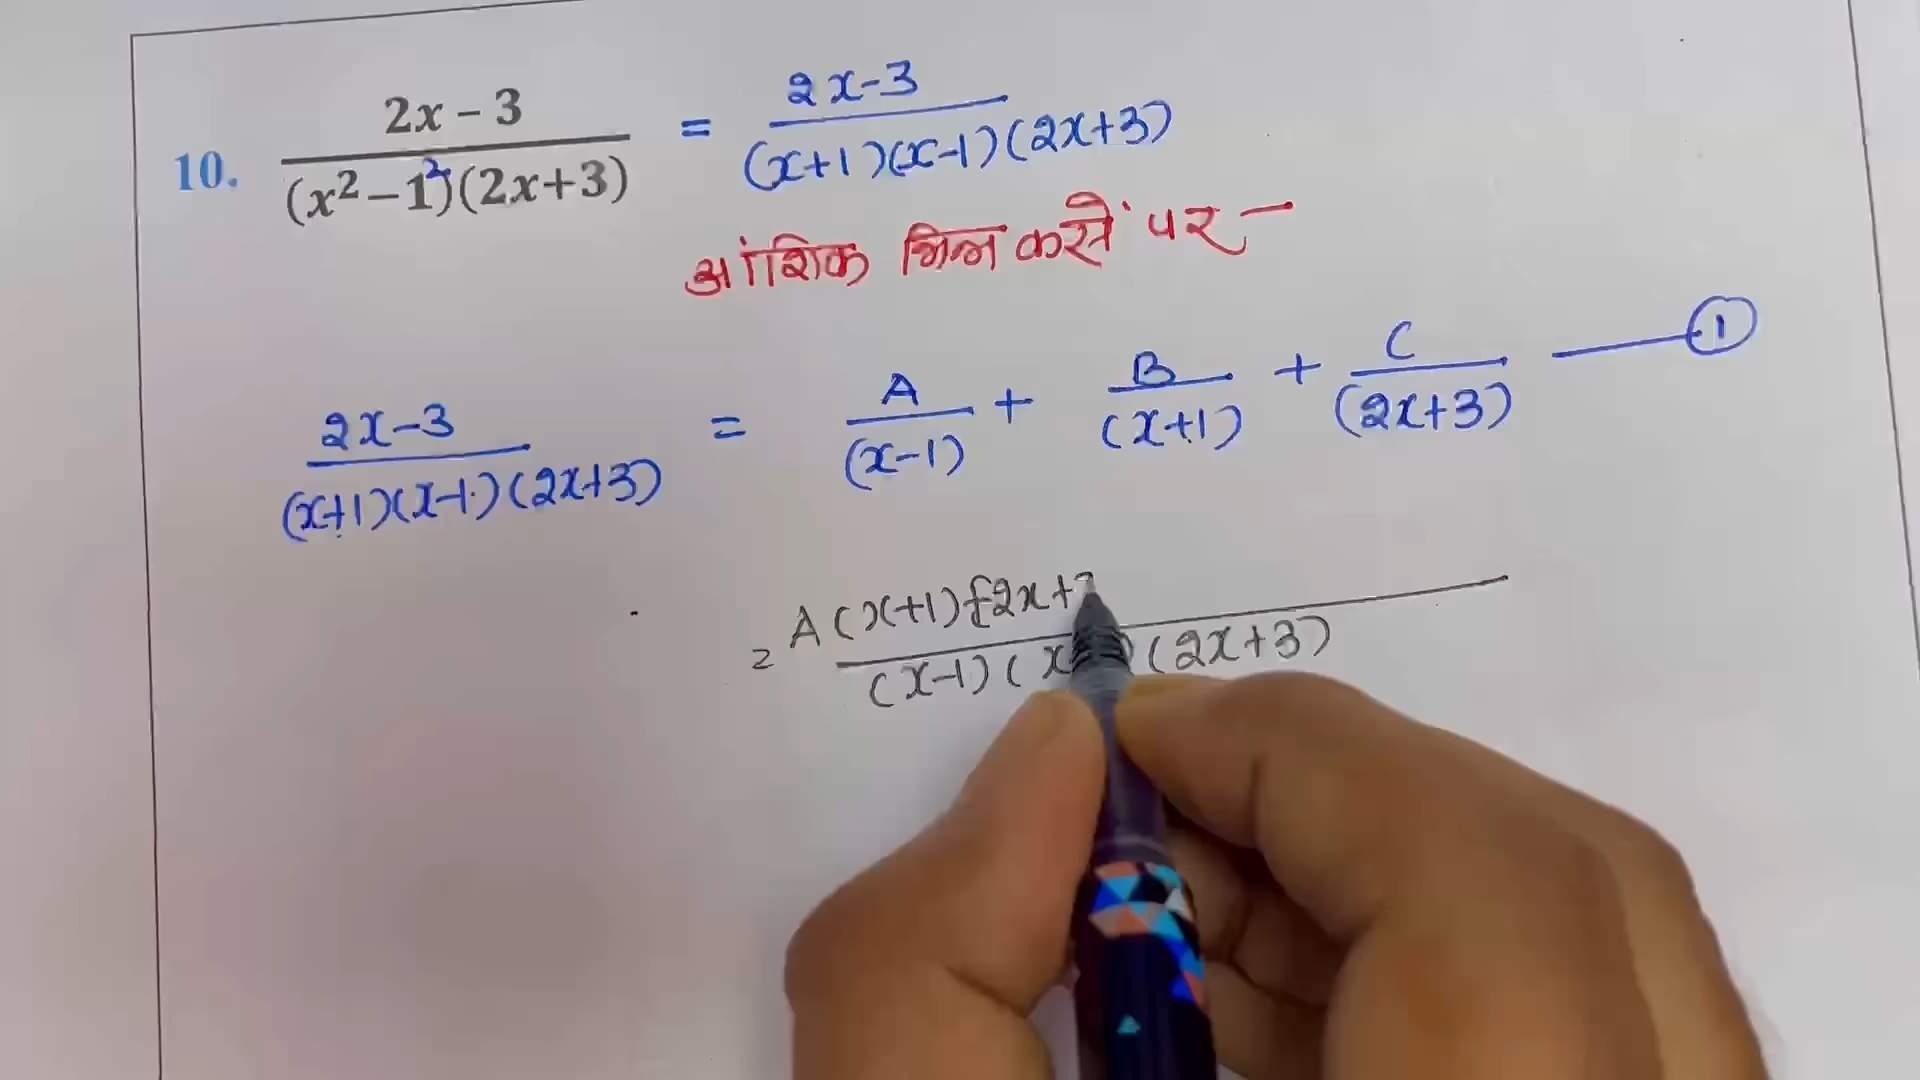 10. 2x – 3 / (x² – 1²)(2x+3) = 2x-3 / (x+1)(x-1)(2x+3)
आंशिक भिन्न करने पर –
2x-3 / (x+1)(x-1)(2x+3) = A / (x-1) + B / (x+1) + C / (2x+3) — 1
= A(x+1)(2x+ / (x-1)(x (2x+3)